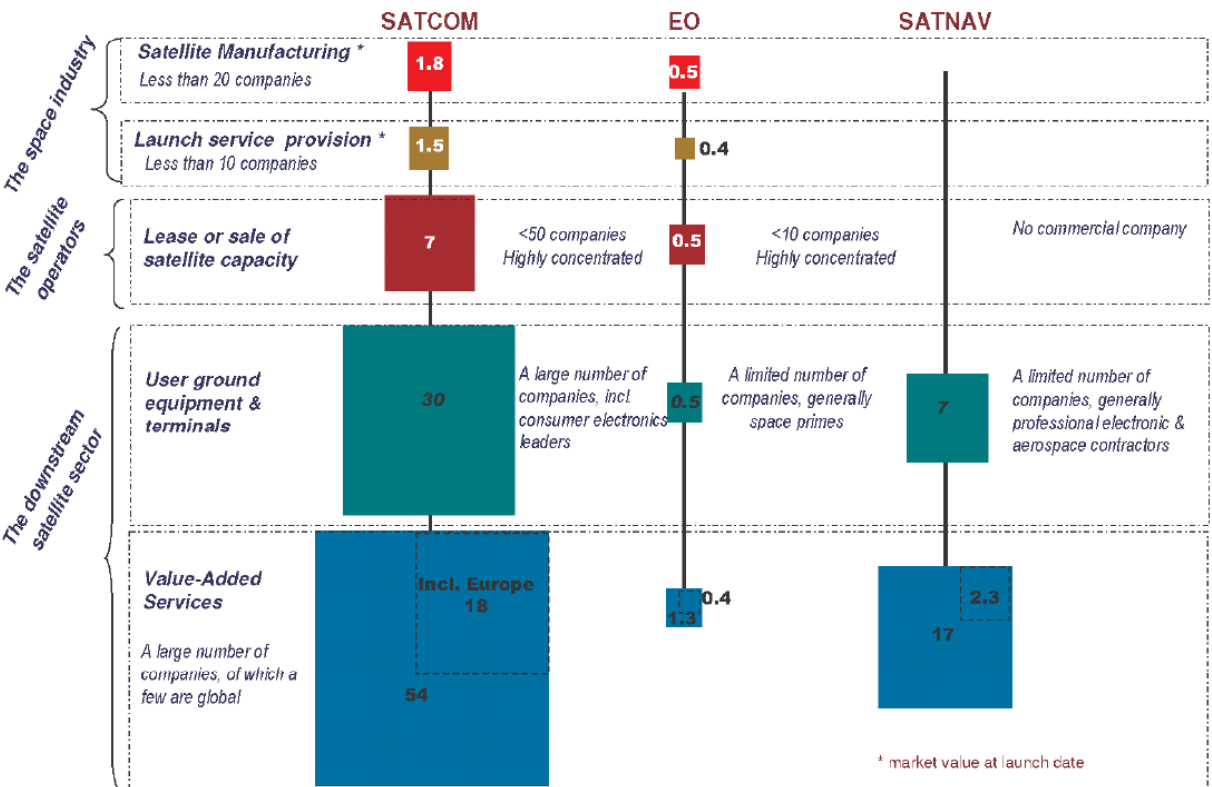 SATCOM
EO
SATNAV
The space industry
Satellite Manufacturing *
Less than 20 companies
1.8
0.5
Launch service provision *
Less than 10 companies
1.5
0.4
The satellite
operators
Lease or sale of
satellite capacity
7
<50 companies
Highly concentrated
0.5
<10 companies
Highly concentrated
No commercial company
The downstream
satellite sector
User ground
equipment &
terminals
30
A large number of
companies, incl.
consumer electronics
leaders
0.5
A limited number of
companies, generally
space primes
7
A limited number of
companies, generally
professional electronic &
aerospace contractors
Value-Added
Services
A large number of
companies, of which a
few are global
Incl. Europe
18
54
0.4
1.3
2.3
17
* market value at launch date